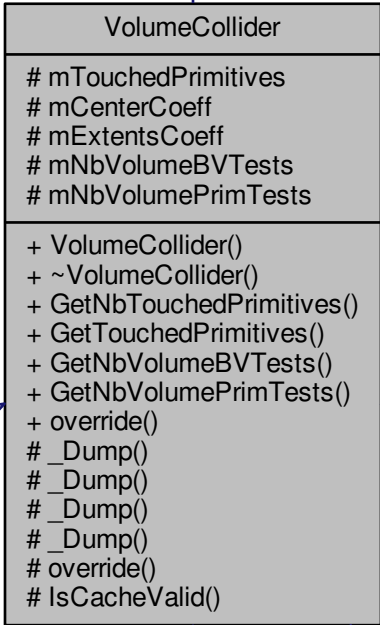 VolumeCollider
# mTouchedPrimitives
# mCenterCoeff
# mExtentsCoeff
# mNbVolumeBVTests
# mNbVolumePrimTests
+ VolumeCollider()
+ ~VolumeCollider()
+ GetNbTouchedPrimitives()
+ GetTouchedPrimitives()
+ GetNbVolumeBVTests()
+ GetNbVolumePrimTests()
+ override()
# _Dump()
# _Dump()
# _Dump()
# _Dump()
# override()
# IsCacheValid()